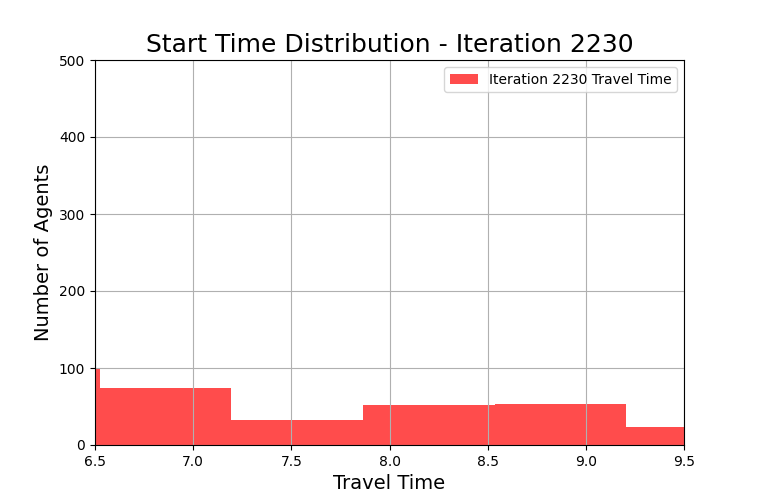 Start Time Distribution - Iteration 2230
Iteration 2230 Travel Time
Number of Agents
500
400
300
200
100
0
6.5 7.0 7.5 8.0 8.5 9.0 9.5
Travel Time